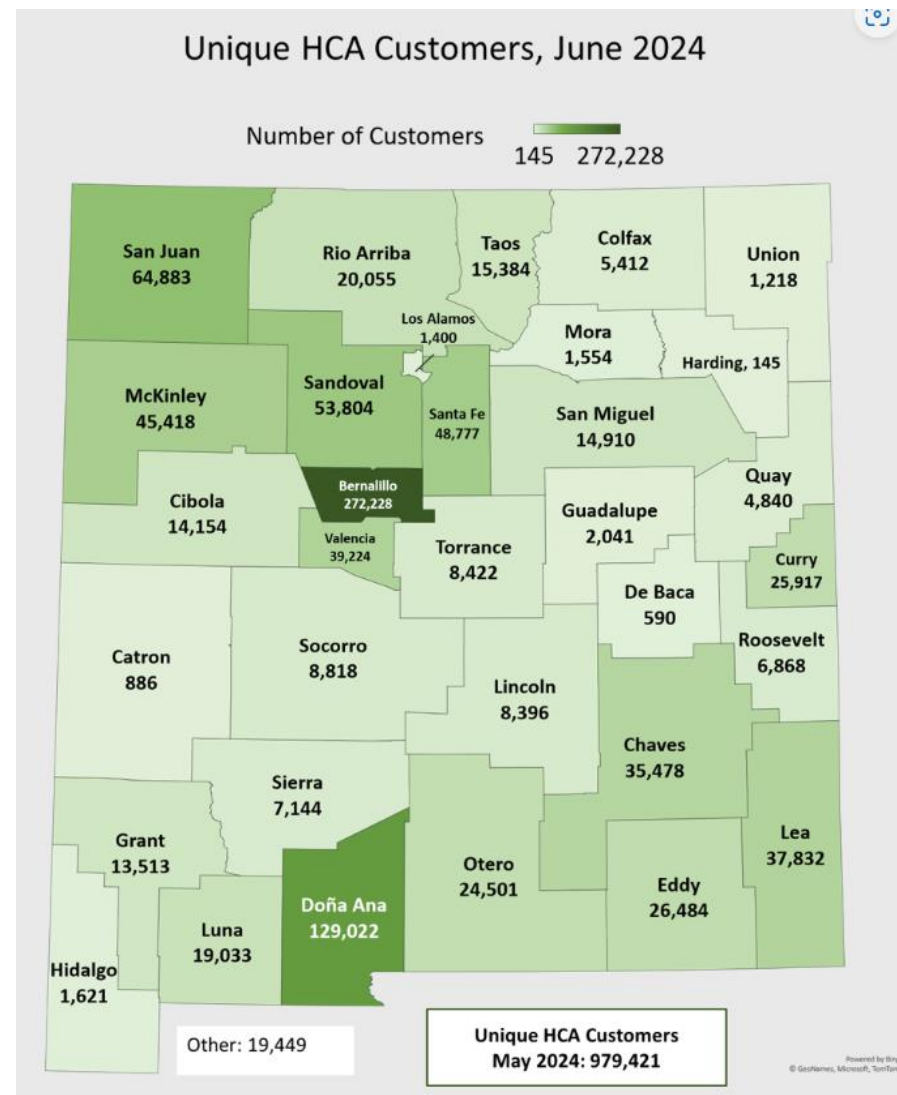 Unique HCA Customers, June 2024
Number of Customers
145 272,228
San Juan
64,883
Rio Arriba
20,055
Taos
15,384
Colfax
5,412
Union
1,218
Los Alamos
1,400
Mora
1,554
Harding, 145
McKinley
45,418
Sandoval
53,804
Santa Fe
48,777
San Miguel
14,910
Quay
4,840
Cibola
14,154
Bernalillo
272,228
Valencia
39,224
Torrance
8,422
Guadalupe
2,041
Curry
25,917
De Baca
590
Roosevelt
6,868
Catron
886
Socorro
8,818
Lincoln
8,396
Chaves
35,478
Sierra
7,144
Grant
13,513
Lea
37,832
Otero
24,501
Eddy
26,484
Doña Ana
129,022
Luna
19,033
Hidalgo
1,621
Other: 19,449
Unique HCA Customers
May 2024: 979,421
Powered by Bing
© GeoNames, Microsoft, TomTom